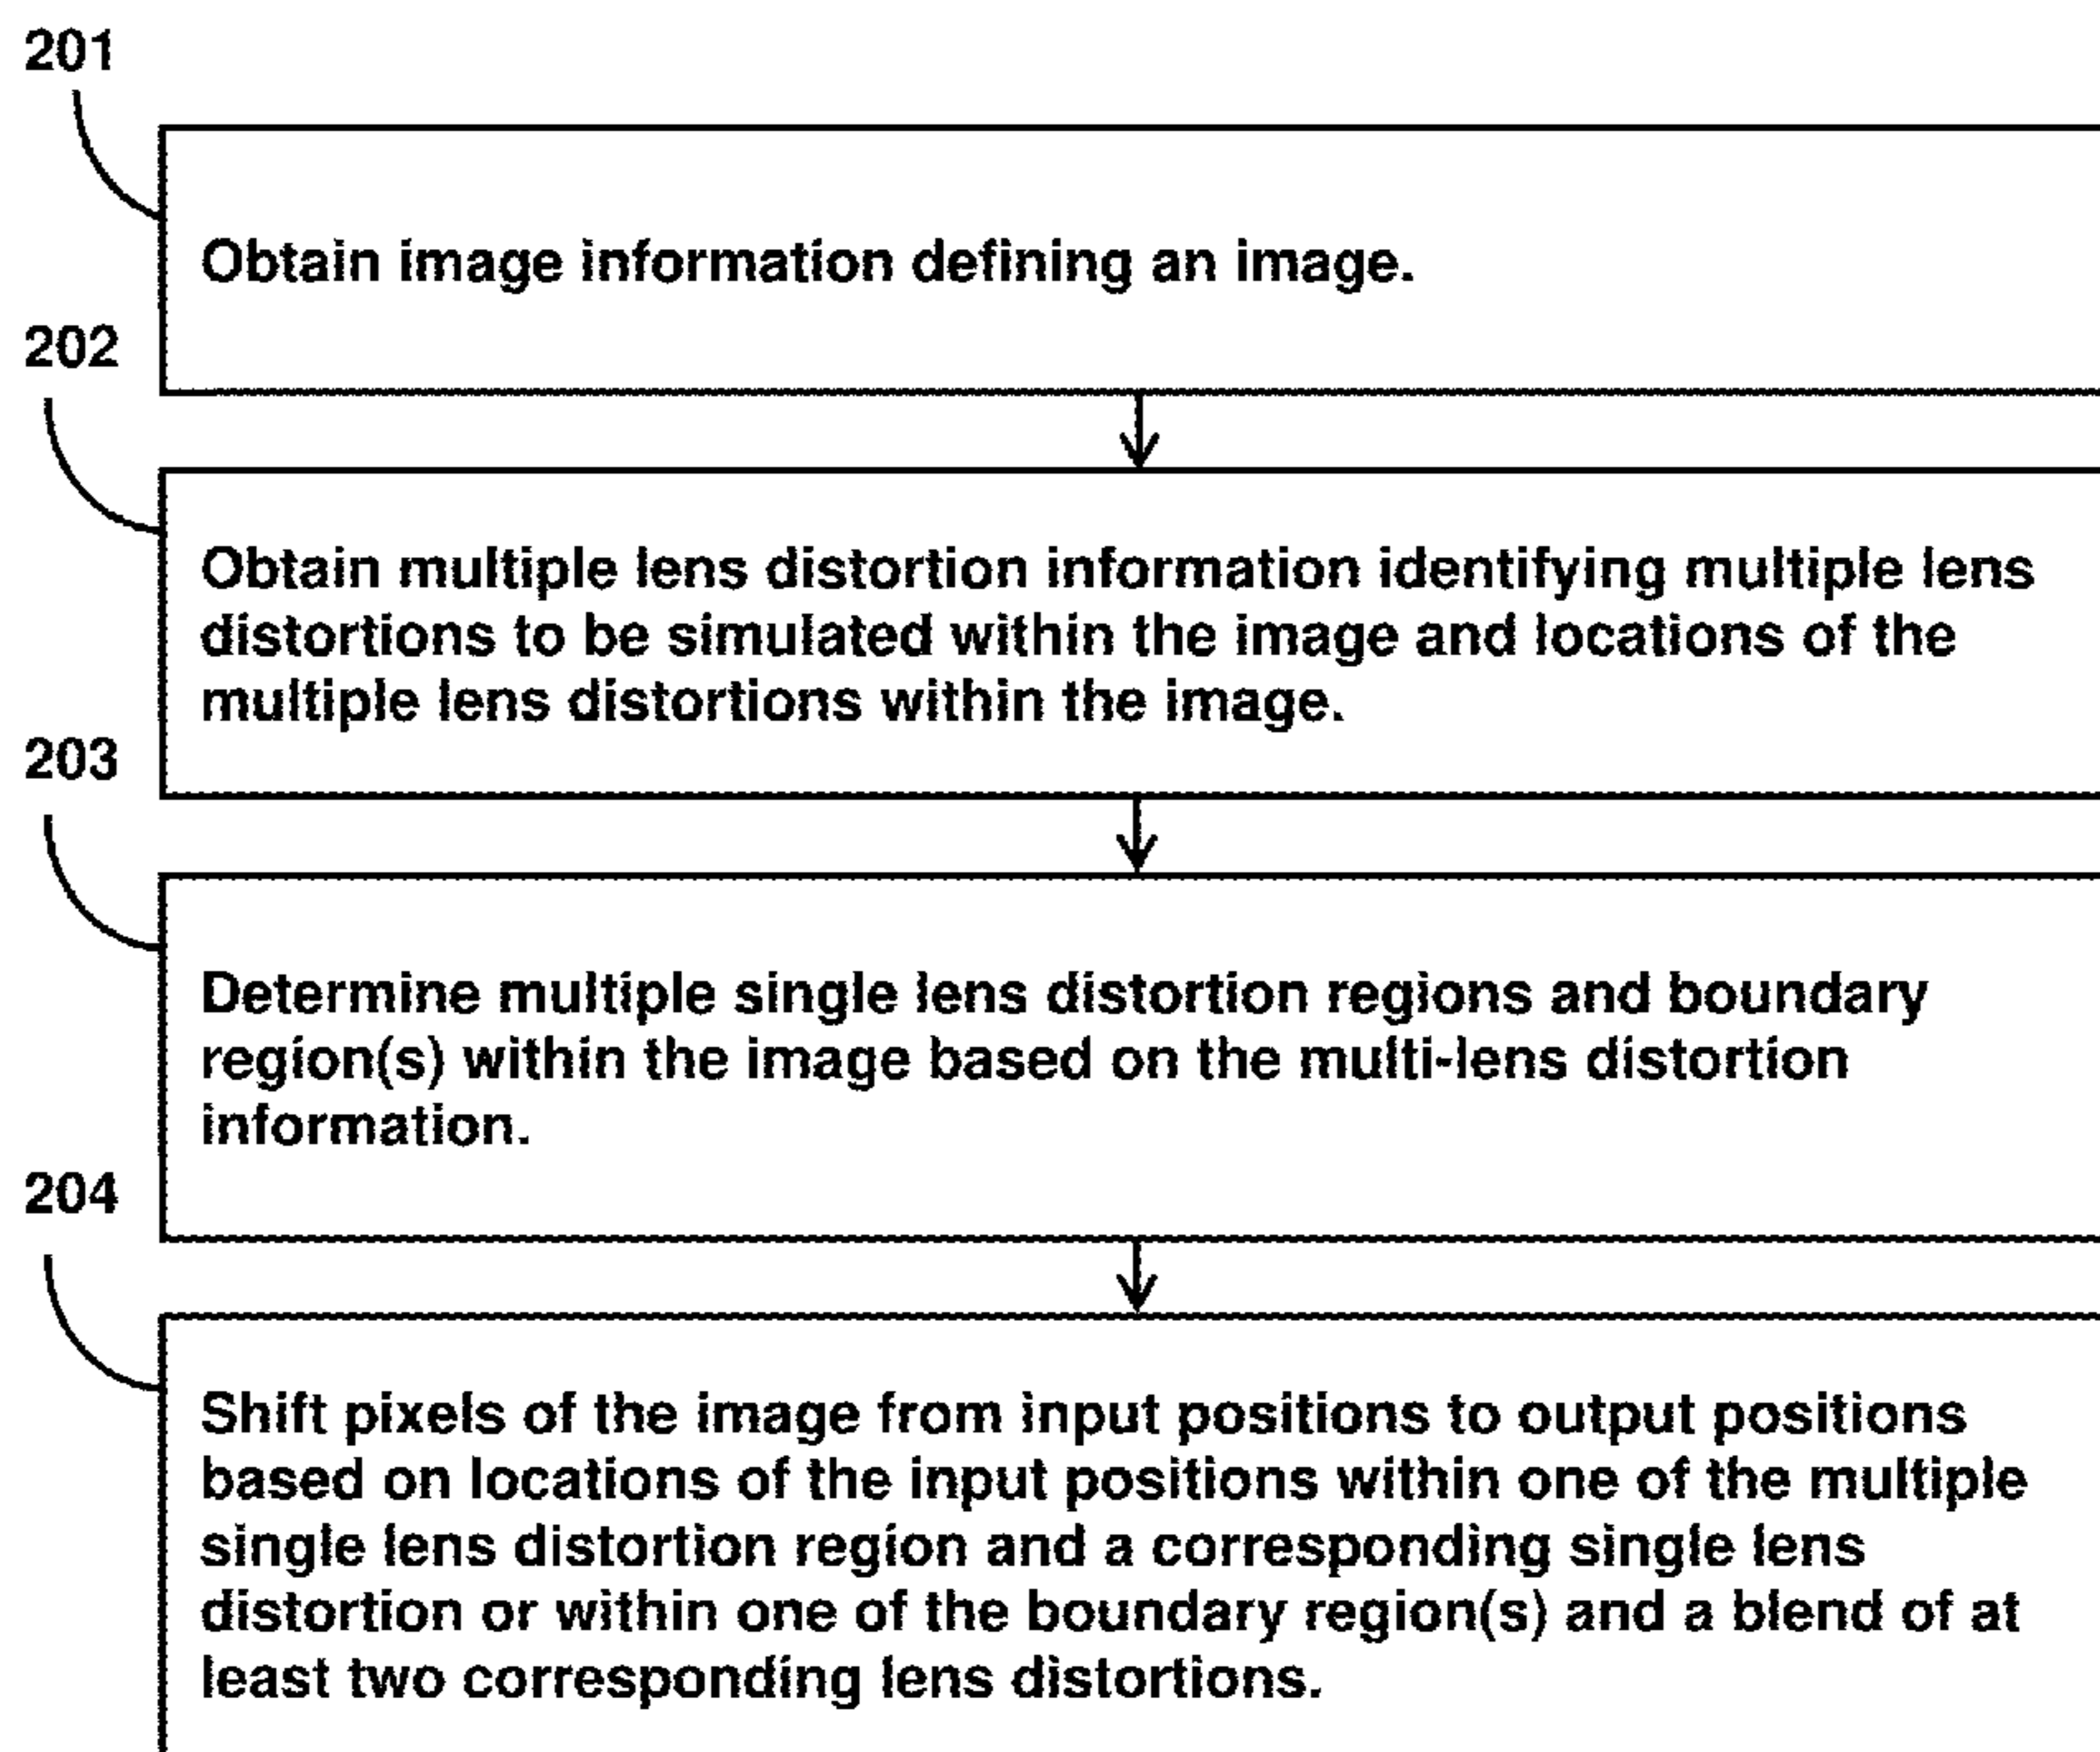 201
Obtain image information defining an image.
202
Obtain multiple lens distortion information identifying multiple lens
distortions to be simulated within the image and locations of the
multiple lens distortions within the image.
203
Determine multiple single lens distortion regions and boundary
region(s) within the image based on the multi-lens distortion
information.
204
Shift pixels of the image from input positions to output positions
based on locations of the input positions within one of the multiple
single lens distortion region and a corresponding single lens
distortion or within one of the boundary region(s) and a blend of at
least two corresponding lens distortions.